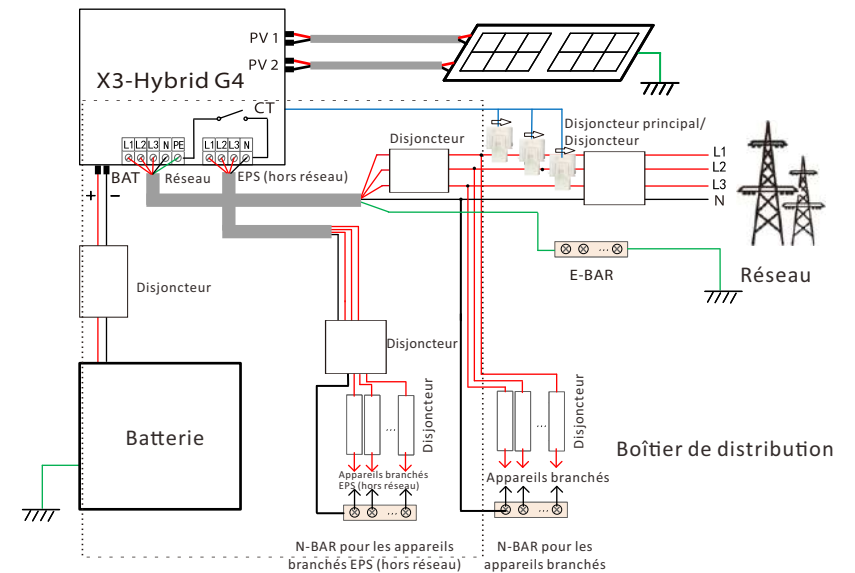 PV 1
PV 2
X3-Hybrid G4
CT
L1 L2 L3 N PE
L1 L2 L3 N
BAT
Réseau
EPS (hors réseau)
+
−
Disjoncteur
Disjoncteur principal/
Disjoncteur
L1
L2
L3
N
...
E-BAR
Réseau
Disjoncteur
Disjoncteur
Disjoncteur
Disjoncteur
...
...
Batterie
Boîtier de distribution
Appareils branchés
EPS (hors réseau)
Appareils branchés
...
...
N-BAR pour les appareils
branchés EPS (hors réseau)
N-BAR pour les
appareils branchés